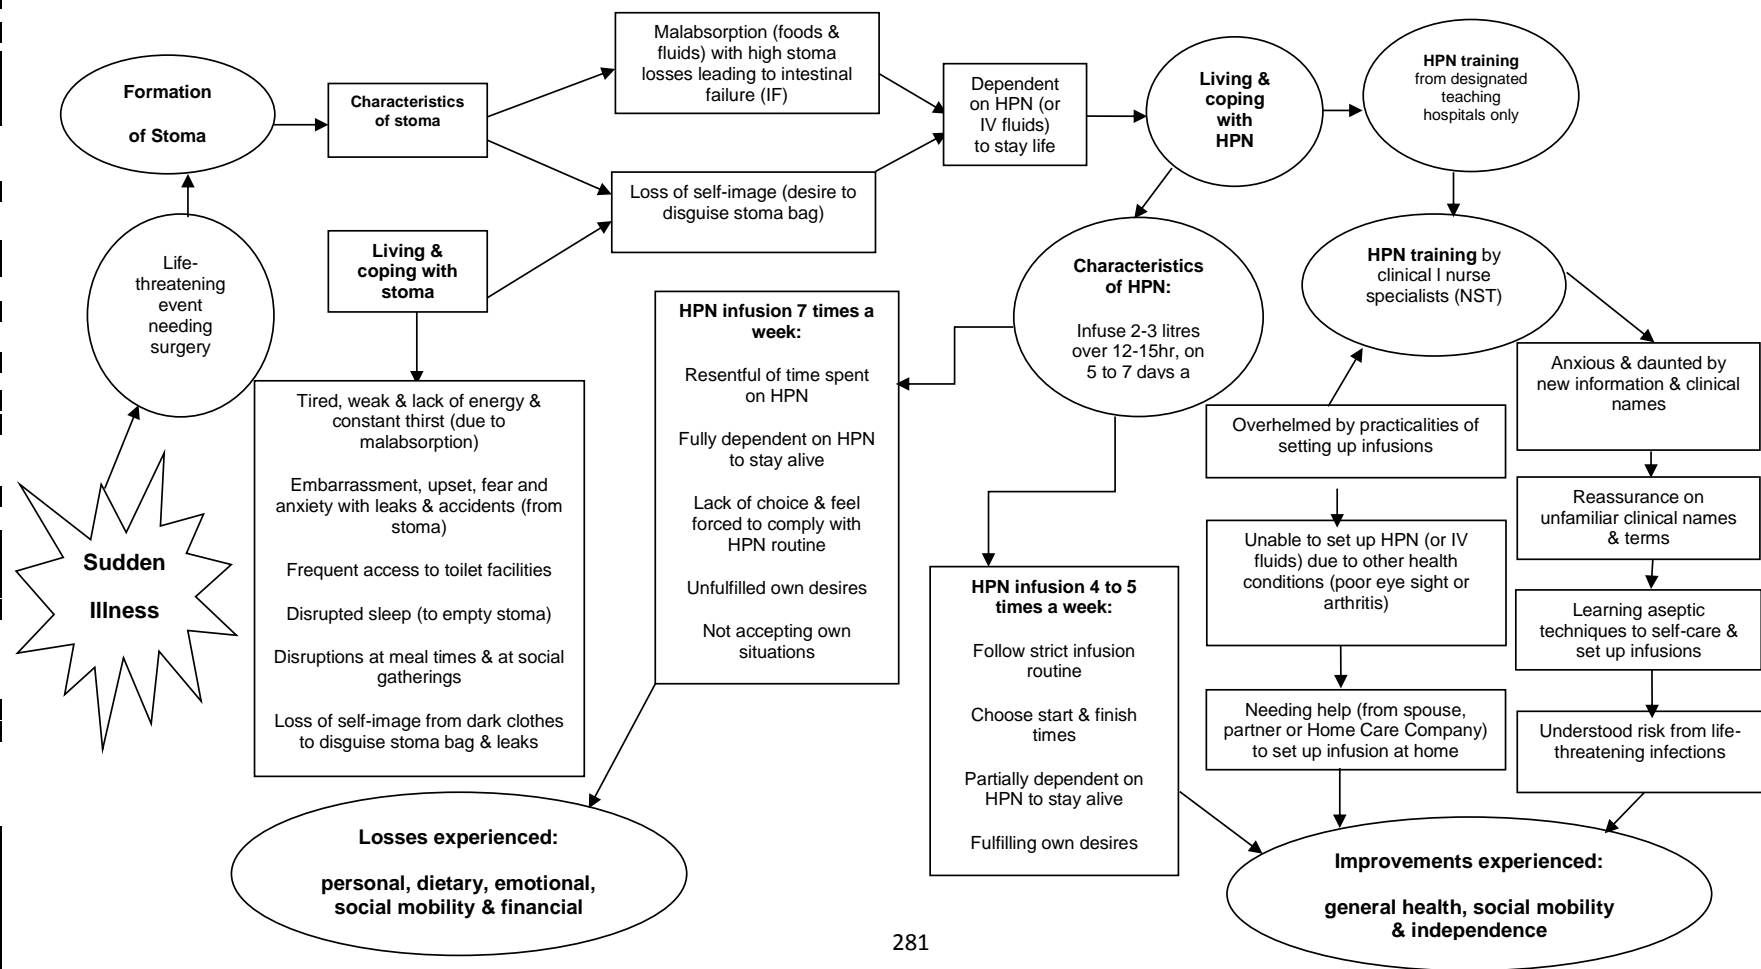 Formation
of Stoma
Life-
threatening
event
needing
surgery
Sudden
Illness
Characteristics
of stoma
Living &
coping with
stoma
Tired, weak & lack of energy &
constant thirst (due to
malabsorption)
Embarrassment, upset, fear and
anxiety with leaks & accidents (from
stoma)
Frequent access to toilet facilities
Disrupted sleep (to empty stoma)
Disruptions at meal times & at social
gatherings
Loss of self-image from dark clothes
to disguise stoma bag & leaks
Malabsorption (foods &
fluids) with high stoma
losses leading to intestinal
failure (IF)
Loss of self-image (desire to
disguise stoma bag)
Dependent
on HPN (or
IV fluids)
to stay life
Living &
coping
with
HPN
HPN training
from designated
teaching
hospitals only
HPN training by
clinical l nurse
specialists (NST)
Characteristics
of HPN:
Infuse 2-3 litres
over 12-15hr, on
5 to 7 days a
HPN infusion 7 times a
week:
Resentful of time spent
on HPN
Fully dependent on HPN
to stay alive
Lack of choice & feel
forced to comply with
HPN routine
Unfulfilled own desires
Not accepting own
situations
HPN infusion 4 to 5
times a week:
Follow strict infusion
routine
Choose start & finish
times
Partially dependent on
HPN to stay alive
Fulfilling own desires
Overhelmed by practicalities of
setting up infusions
Unable to set up HPN (or IV
fluids) due to other health
conditions (poor eye sight or
arthritis)
Needing help (from spouse,
partner or Home Care Company)
to set up infusion at home
Anxious & daunted by
new information & clinical
names
Reassurance on
unfamiliar clinical names
& terms
Learning aseptic
techniques to self-care &
set up infusions
Understood risk from life-
threatening infections
Losses experienced:
personal, dietary, emotional,
social mobility & financial
Improvements experienced:
general health, social mobility
& independence
281